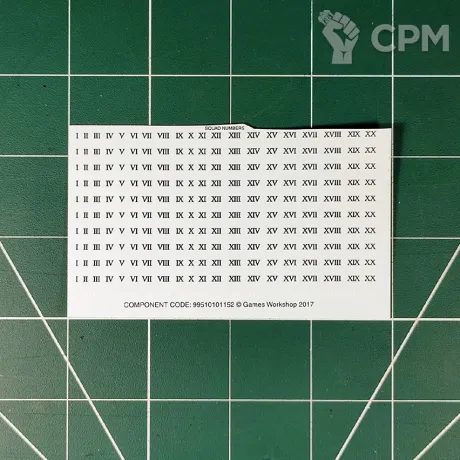 CPM
SQUAD NUMBERS
I II III IV V VI VII VIII IX X XI XII XIII XIV XV XVI XVII XVIII XIX XX
I II III IV V VI VII VIII IX X XI XII XIII XIV XV XVI XVII XVIII XIX XX
I II III IV V VI VII VIII IX X XI XII XIII XIV XV XVI XVII XVIII XIX XX
I II III IV V VI VII VIII IX X XI XII XIII XIV XV XVI XVII XVIII XIX XX
I II III IV V VI VII VIII IX X XI XII XIII XIV XV XVI XVII XVIII XIX XX
I II III IV V VI VII VIII IX X XI XII XIII XIV XV XVI XVII XVIII XIX XX
I II III IV V VI VII VIII IX X XI XII XIII XIV XV XVI XVII XVIII XIX XX
I II III IV V VI VII VIII IX X XI XII XIII XIV XV XVI XVII XVIII XIX XX
I II III IV V VI VII VIII IX X XI XII XIII XIV XV XVI XVII XVIII XIX XX
I II III IV V VI VII VIII IX X XI XII XIII XIV XV XVI XVII XVIII XIX XX
COMPONENT CODE: 99510101152 © Games Workshop 2017